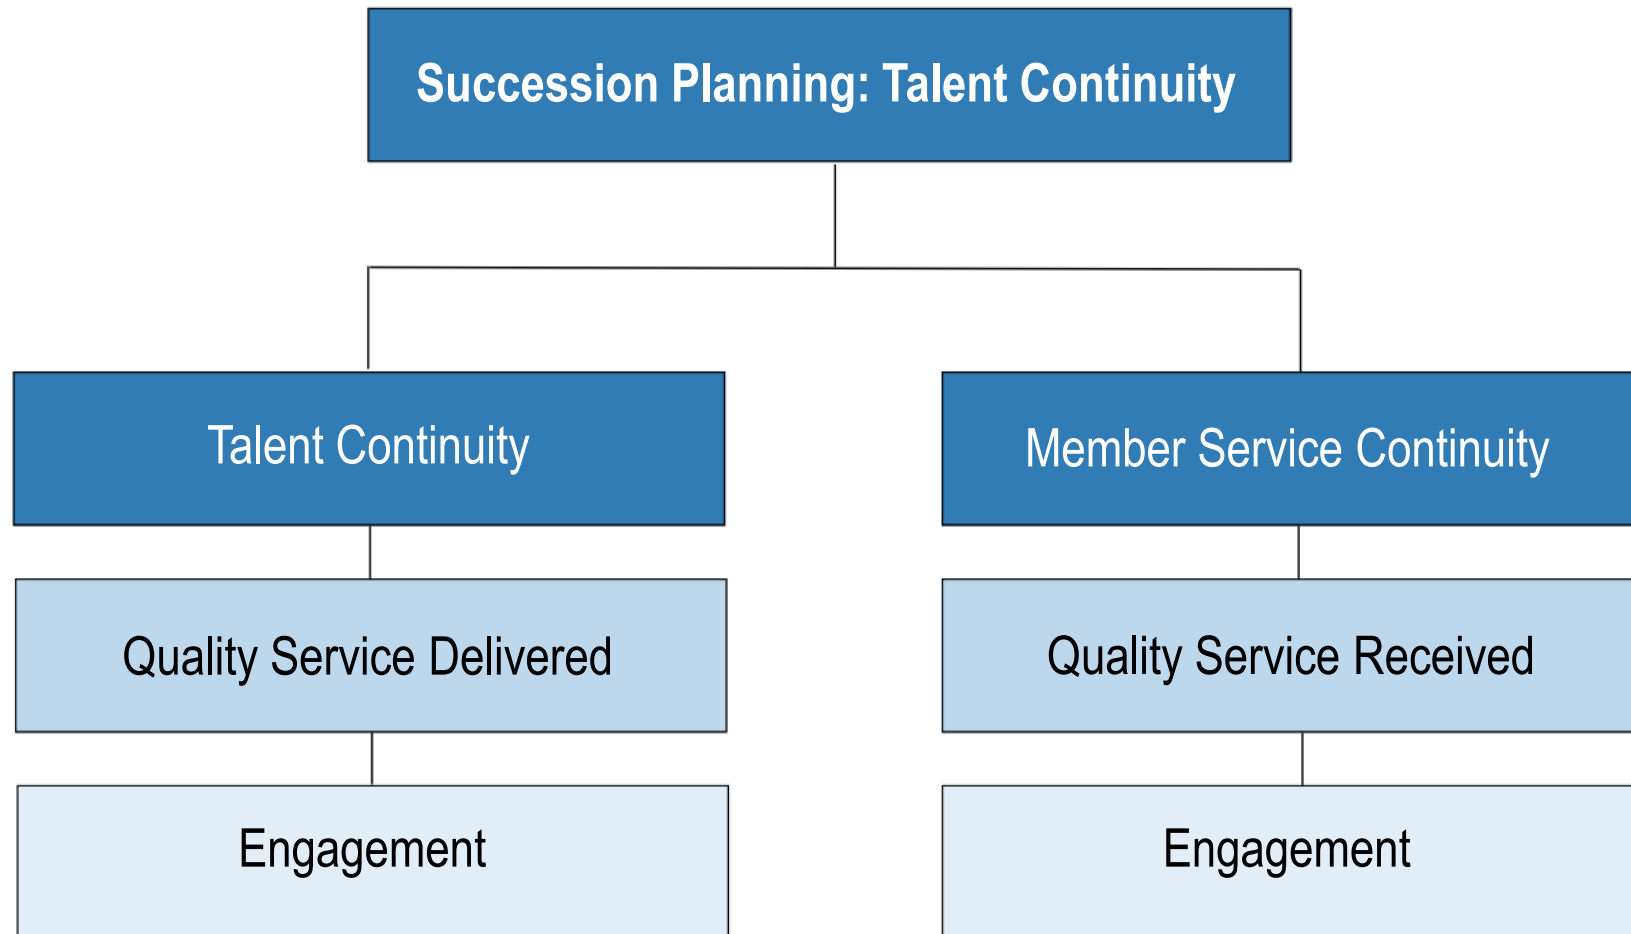 Succession Planning: Talent Continuity
Talent Continuity
Member Service Continuity
Quality Service Delivered
Quality Service Received
Engagement
Engagement